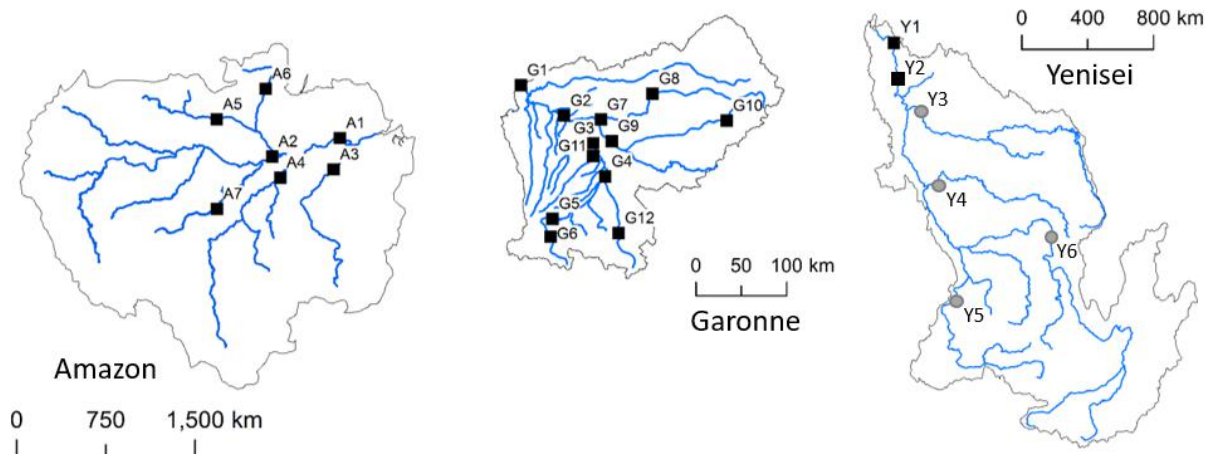 A6
A5
A1
A2
A4
A3
A7
Amazon
0 750 1,500 km
G1
G8
G2
G7
G10
G3
G9
G11
G4
G5
G12
G6
0 50 100 km
Garonne
0 400 800 km
Yenisei
Y1
Y2
Y3
Y4
Y6
Y5